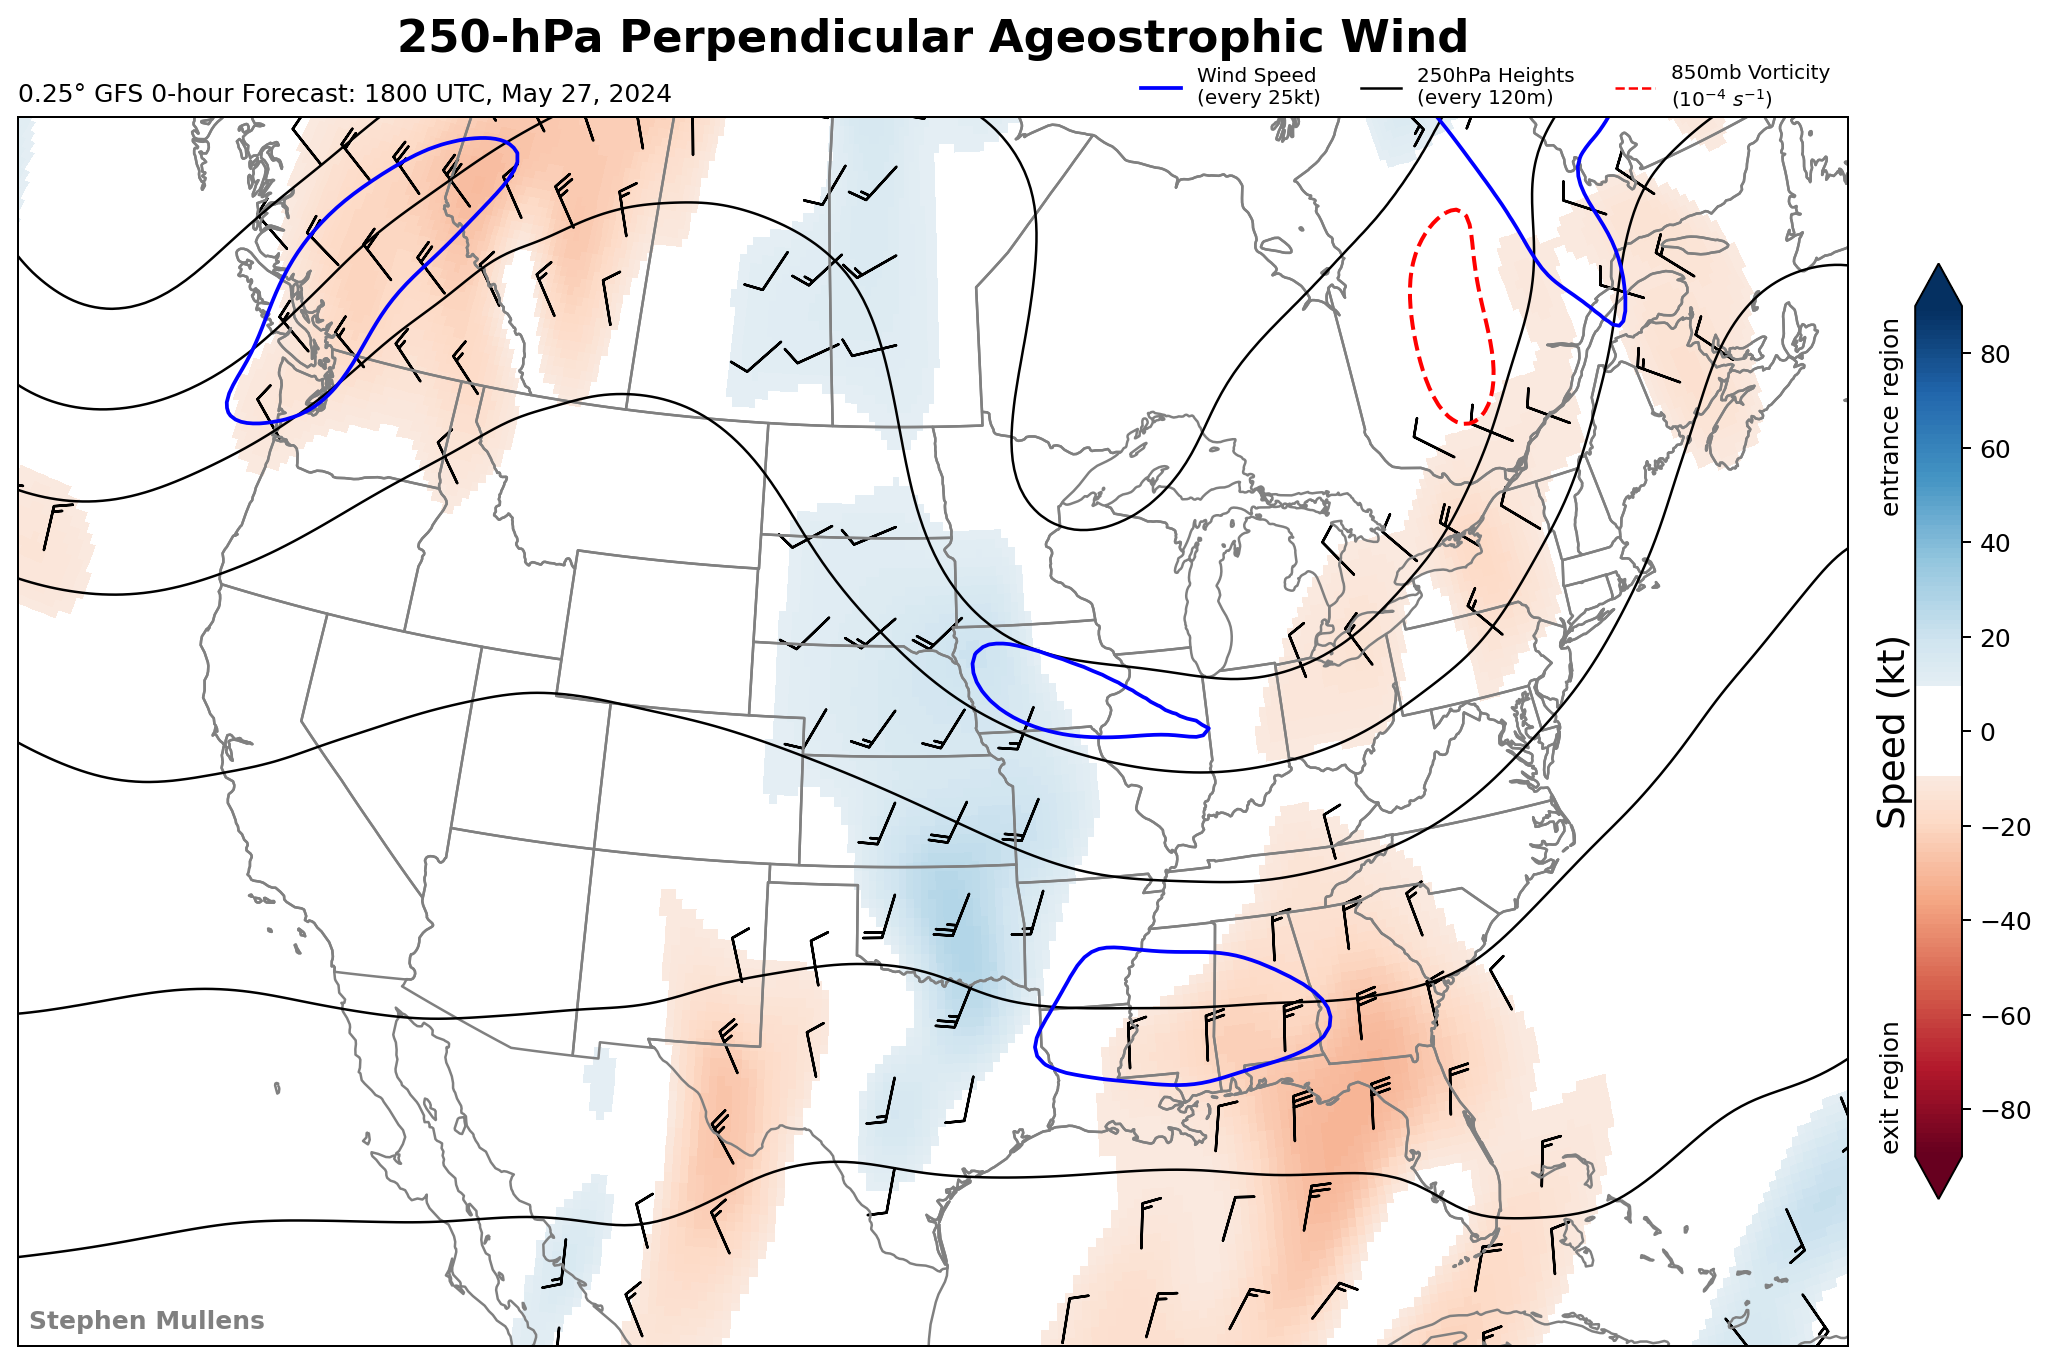 250-hPa Perpendicular Ageostrophic Wind
0.25° GFS 0-hour Forecast: 1800 UTC, May 27, 2024
Wind Speed
(every 25kt)
250hPa Heights
(every 120m)
850mb Vorticity
(10⁻⁴ s⁻¹)
entrance region
Speed (kt)
exit region
80
60
40
20
0
−20
−40
−60
−80
Stephen Mullens